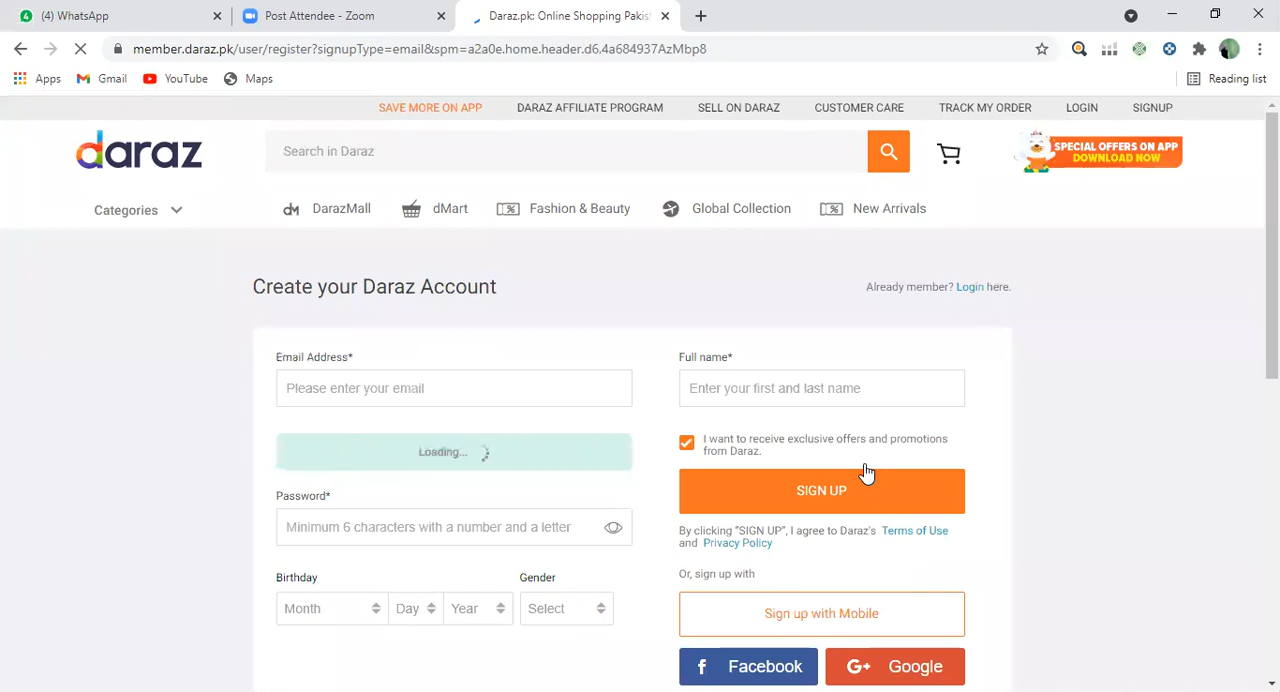 (4) WhatsApp
Post Attendee - Zoom
Daraz.pk: Online Shopping Pakis
member.daraz.pk/user/register?signupType=email&spm=a2a0e.home.header.d6.4a684937AzMbp8
Apps
Gmail
YouTube
Maps
Reading list
SAVE MORE ON APP
DARAZ AFFILIATE PROGRAM
SELL ON DARAZ
CUSTOMER CARE
TRACK MY ORDER
LOGIN
SIGNUP
daraz
Search in Daraz
SPECIAL OFFERS ON APP
DOWNLOAD NOW
Categories
DarazMall
dMart
Fashion & Beauty
Global Collection
New Arrivals
Create your Daraz Account
Already member? Login here.
Email Address*
Please enter your email
Loading...
Password*
Minimum 6 characters with a number and a letter
Birthday
Gender
Month
Day
Year
Select
Full name*
Enter your first and last name
I want to receive exclusive offers and promotions
from Daraz.
SIGN UP
By clicking “SIGN UP”, I agree to Daraz's Terms of Use
and Privacy Policy
Or, sign up with
Sign up with Mobile
f Facebook
G+ Google